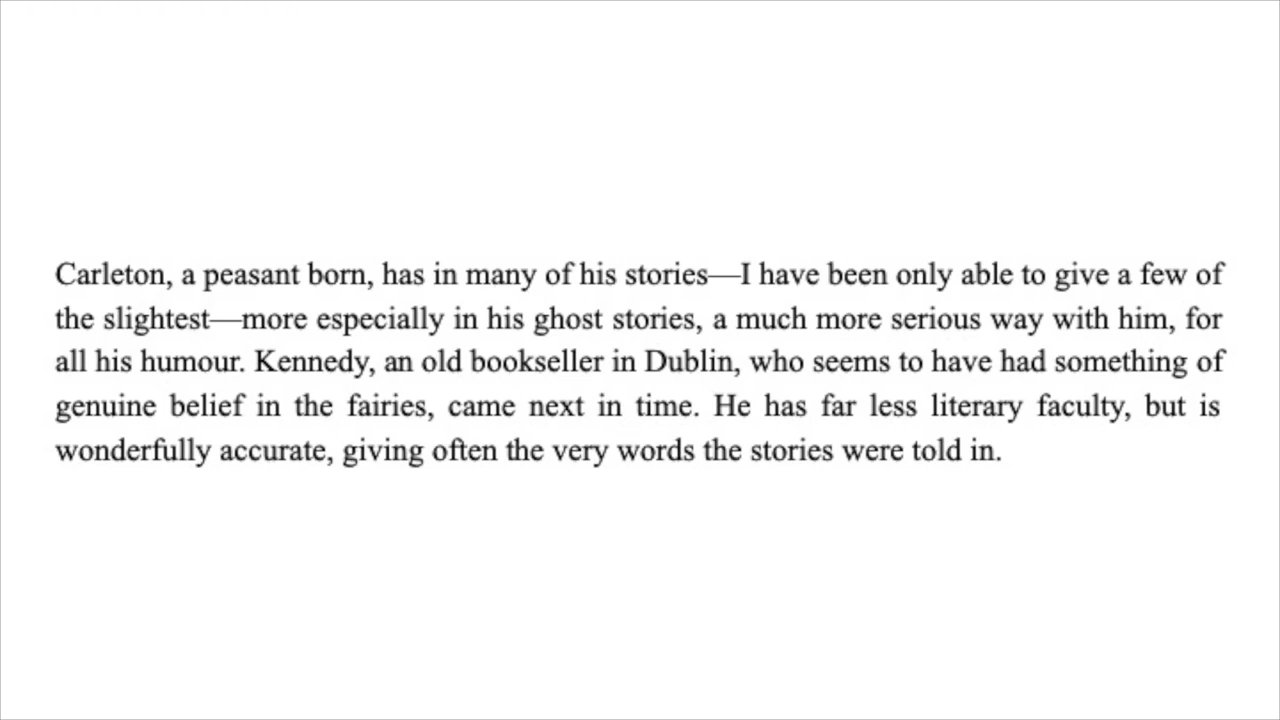 Carleton, a peasant born, has in many of his stories—I have been only able to give a few of
the slightest—more especially in his ghost stories, a much more serious way with him, for
all his humour. Kennedy, an old bookseller in Dublin, who seems to have had something of
genuine belief in the fairies, came next in time. He has far less literary faculty, but is
wonderfully accurate, giving often the very words the stories were told in.